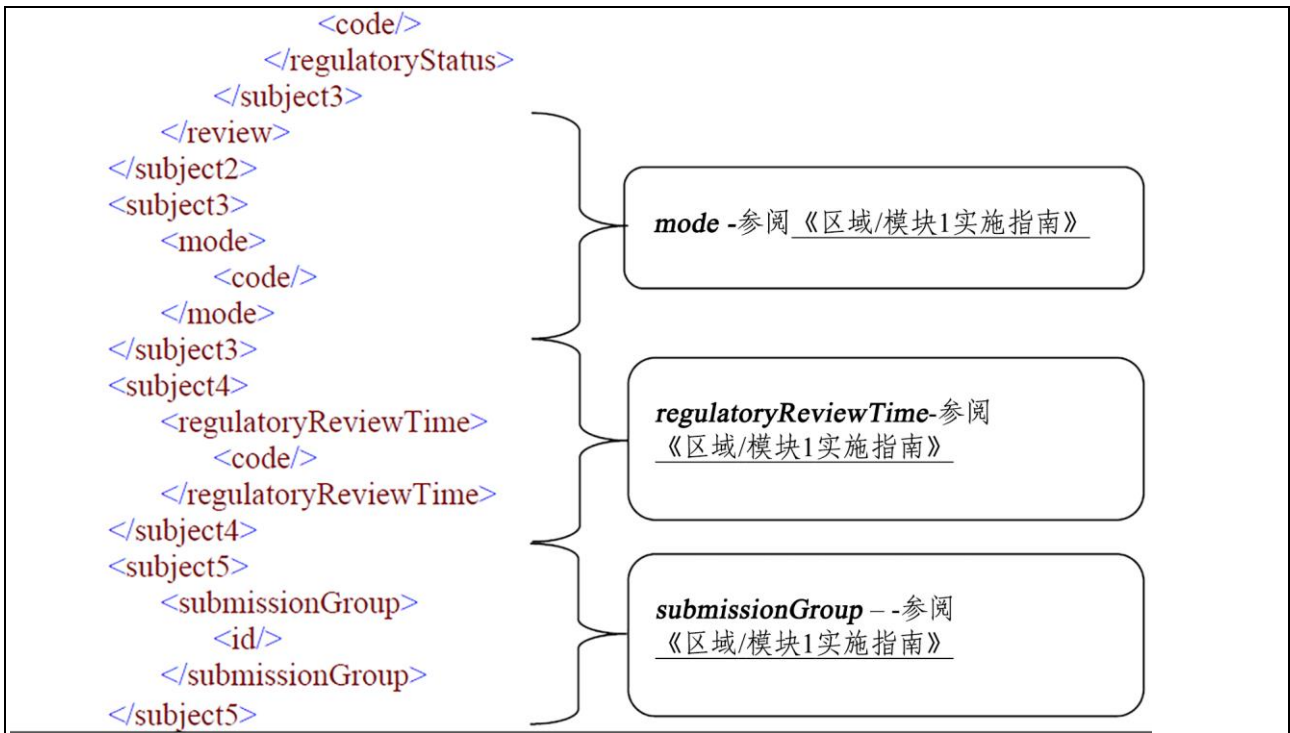 <code/>
</regulatoryStatus>
</subject3>
</review>
</subject2>
<subject3>
<mode>
<code/>
</mode>
</subject3>
<subject4>
<regulatoryReviewTime>
<code/>
</regulatoryReviewTime>
</subject4>
<subject5>
<submissionGroup>
<id/>
</submissionGroup>
</subject5>
mode -参阅《区域/模块1实施指南》
regulatoryReviewTime-参阅
《区域/模块1实施指南》
submissionGroup – -参阅
《区域/模块1实施指南》